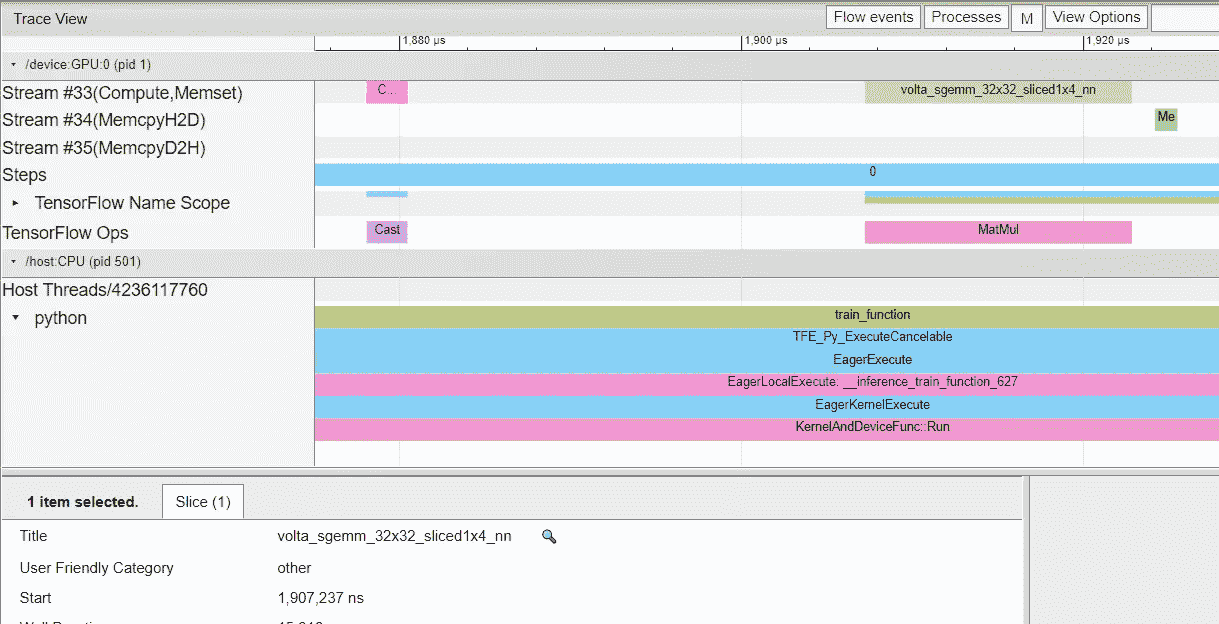 Trace View Flow events Processes M View Options
1,880 µs 1,900 µs 1,920 µs
▾ /device:GPU:0 (pid 1)
Stream #33(Compute,Memset) C... volta_sgemm_32x32_sliced1x4_nn
Stream #34(MemcpyH2D) Me
Stream #35(MemcpyD2H)
Steps 0
▸ TensorFlow Name Scope
TensorFlow Ops Cast MatMul
▾ /host:CPU (pid 501)
Host Threads/4236117760
▾ python train_function
TFE_Py_ExecuteCancelable
EagerExecute
EagerLocalExecute: __inference_train_function_627
EagerKernelExecute
KernelAndDeviceFunc::Run
1 item selected. Slice (1)
Title volta_sgemm_32x32_sliced1x4_nn
User Friendly Category other
Start 1,907,237 ns